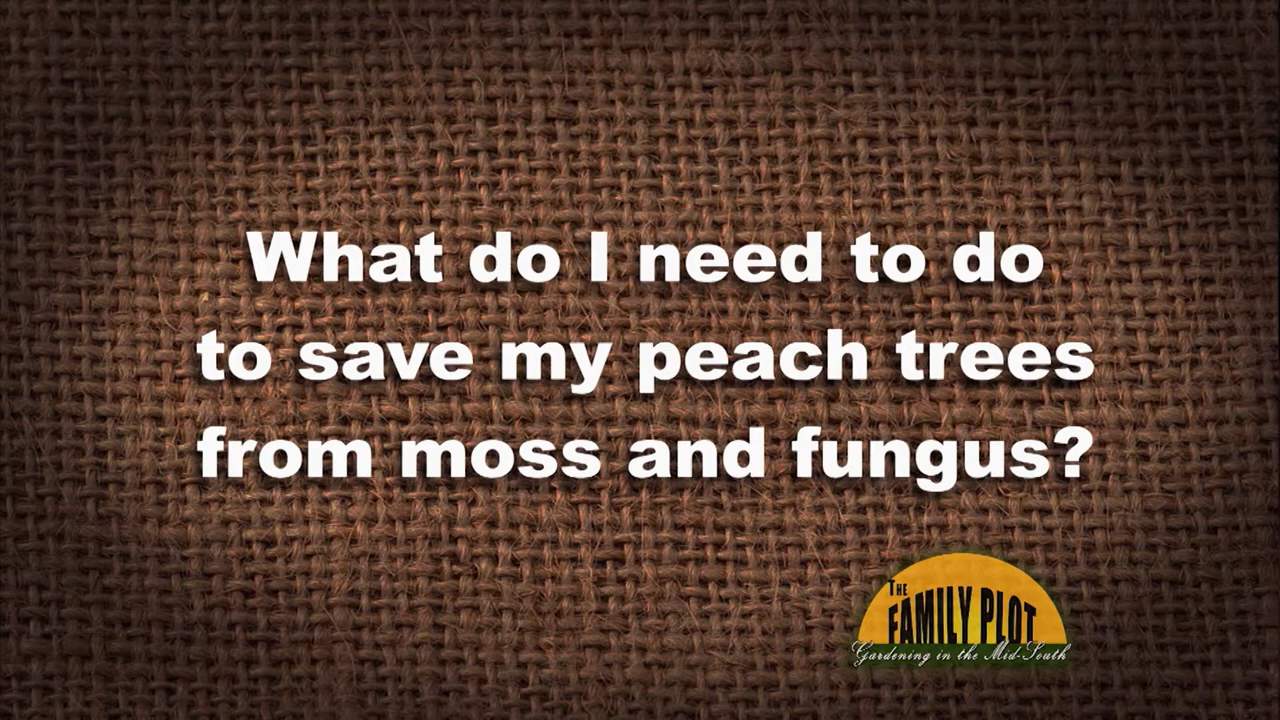 What do I need to do
to save my peach trees
from moss and fungus?
THE
FAMILY PLOT
Gardening in the Mid-South